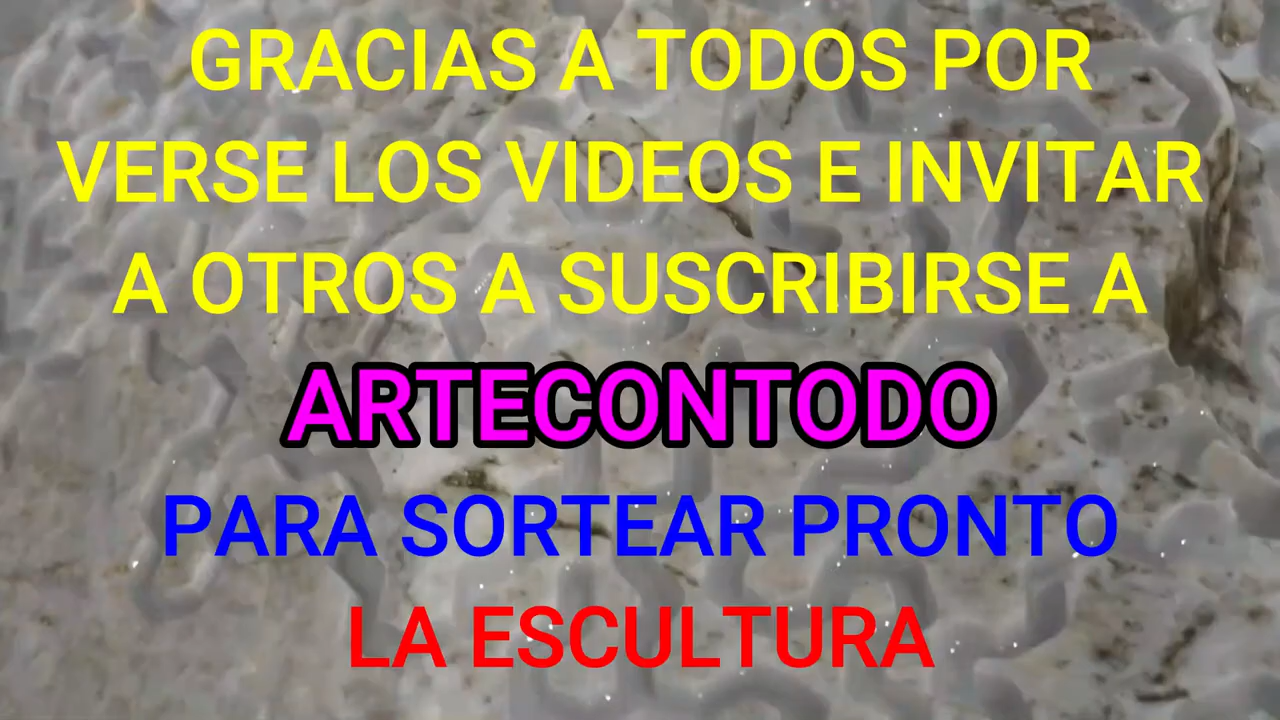 GRACIAS A TODOS POR
VERSE LOS VIDEOS E INVITAR
A OTROS A SUSCRIBIRSE A
ARTECONTODO
PARA SORTEAR PRONTO
LA ESCULTURA